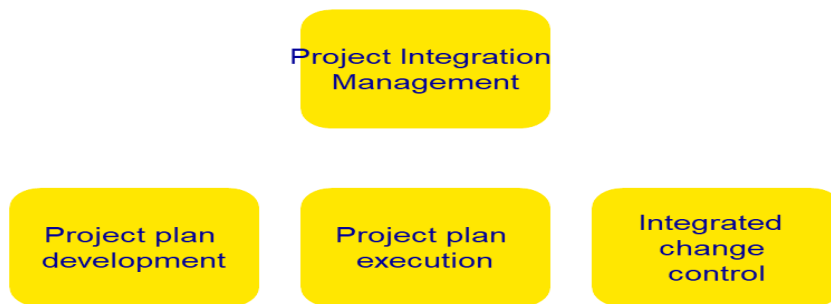 Project Integration
Management
Project plan
development
Project plan
execution
Integrated
change
control